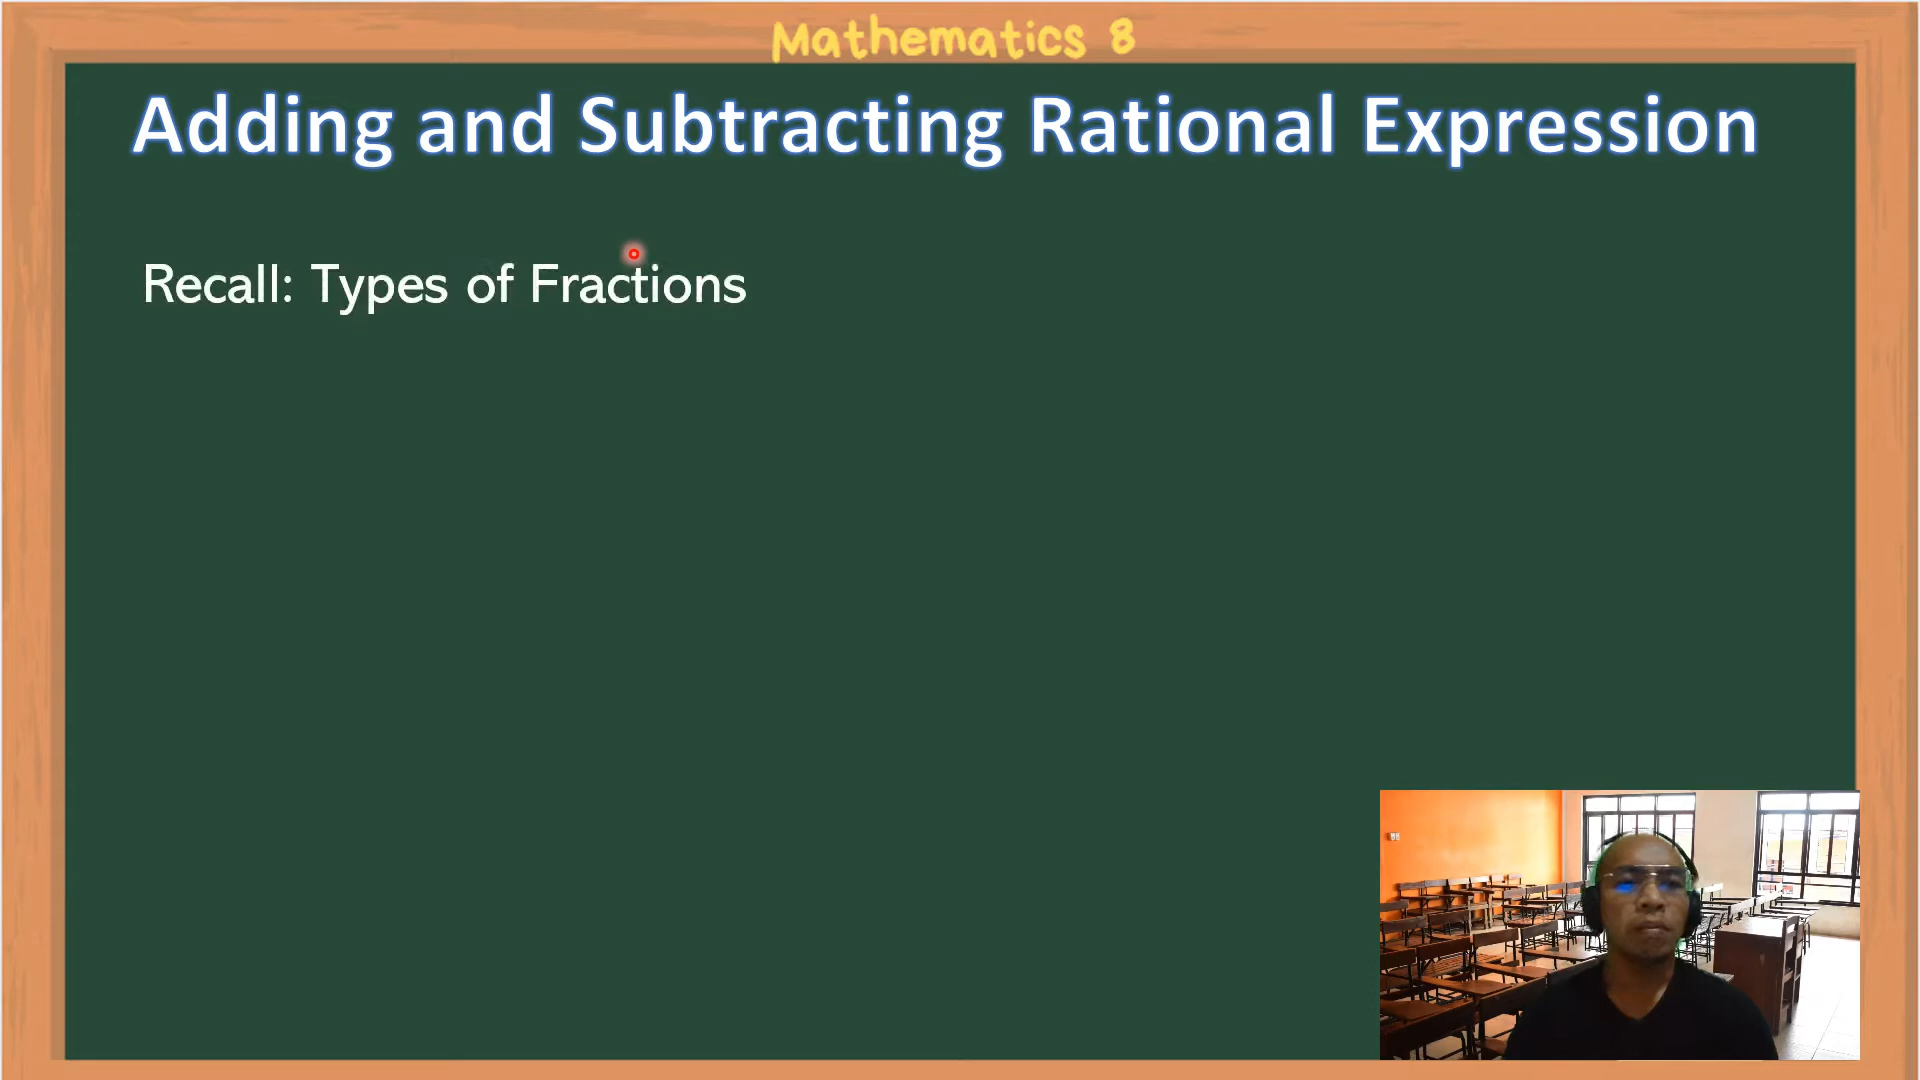 Mathematics 8
Adding and Subtracting Rational Expression
Recall: Types of Fractions